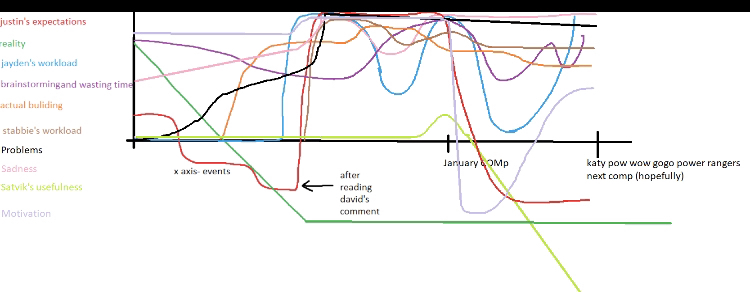 justin's expectations
reality
jayden's workload
brainstormingand wasting time
actual buliding
stabbie's workload
Problems
Sadness
Satvik's usefulness
Motivation
x axis- events
after
reading
david's
comment
January COMp
katy pow wow gogo power rangers
next comp (hopefully)